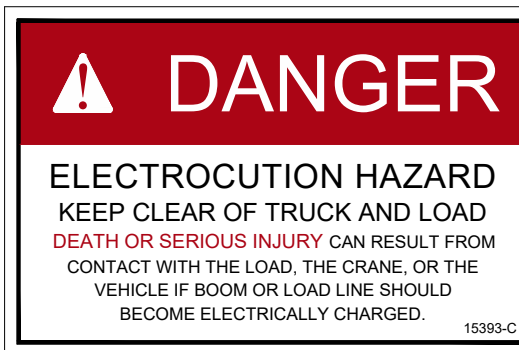 DANGER
ELECTROCUTION HAZARD
KEEP CLEAR OF TRUCK AND LOAD
DEATH OR SERIOUS INJURY CAN RESULT FROM
CONTACT WITH THE LOAD, THE CRANE, OR THE
VEHICLE IF BOOM OR LOAD LINE SHOULD
BECOME ELECTRICALLY CHARGED.
15393-C